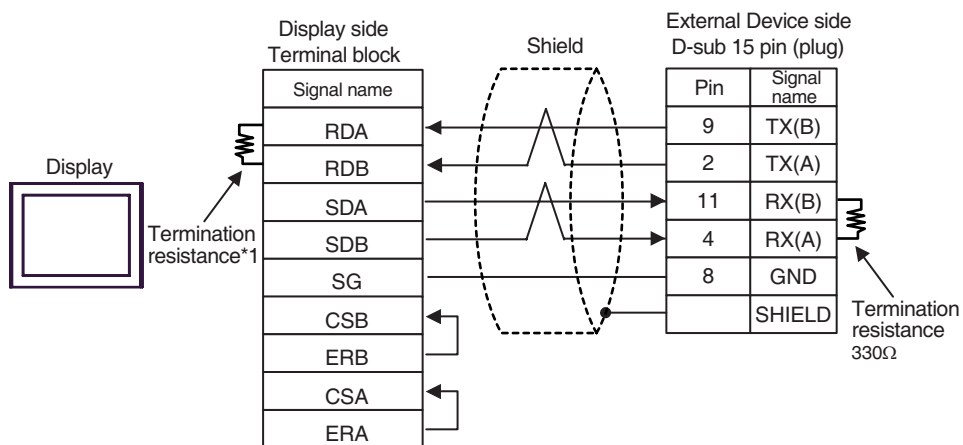 Display side
Terminal block
Shield
External Device side
D-sub 15 pin (plug)
Signal name
Pin
Signal
name
RDA
9
TX(B)
RDB
2
TX(A)
Display
SDA
11
RX(B)
Termination
resistance*1
SDB
4
RX(A)
SG
8
GND
CSB
SHIELD
Termination
resistance
330Ω
ERB
CSA
ERA